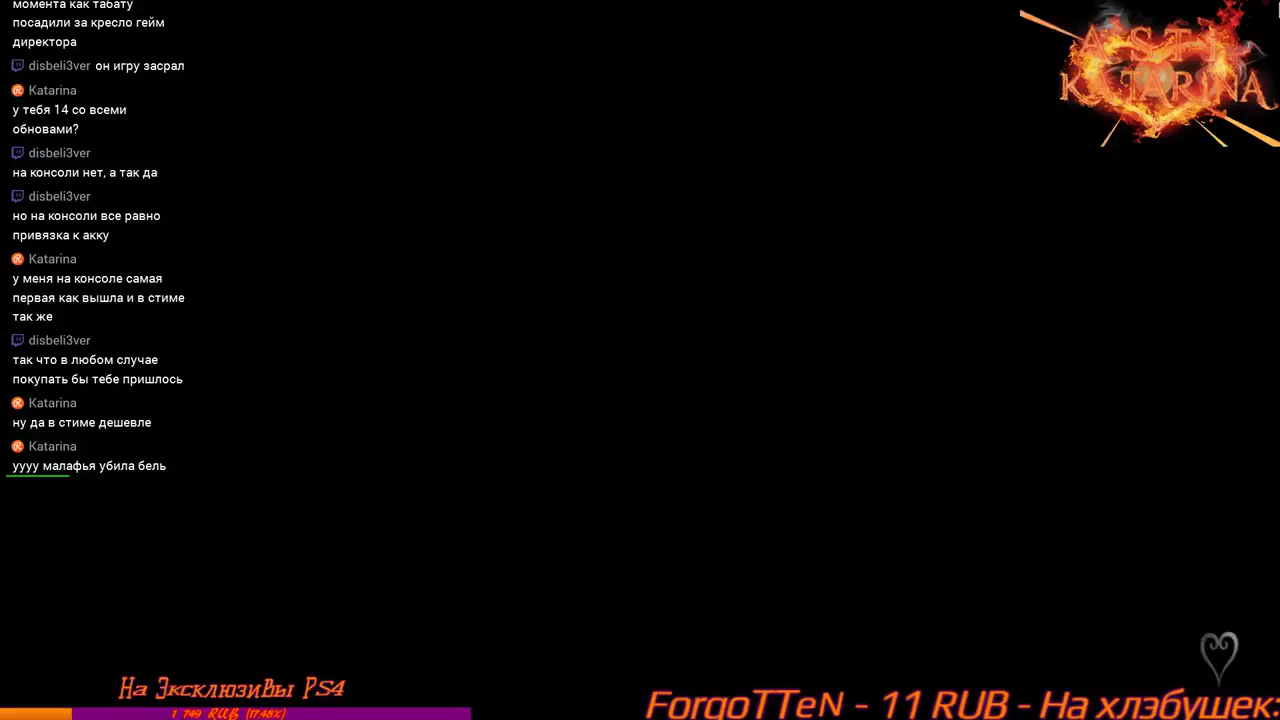 момента как табату
посадили за кресло гейм
директора
disbeli3ver он игру засрал
Katarina
у тебя 14 со всеми
обновами?
disbeli3ver
на консоли нет, а так да
disbeli3ver
но на консоли все равно
привязка к акку
Katarina
у меня на консоле самая
первая как вышла и в стиме
так же
disbeli3ver
так что в любом случае
покупать бы тебе пришлось
Katarina
ну да в стиме дешевле
Katarina
уууу малафья убила бель
ASTI
KATARINA
На Эксклюзивы PS4
1 749 RUB (17.48%)
ForgoTTeN - 11 RUB - На хлэбушек: